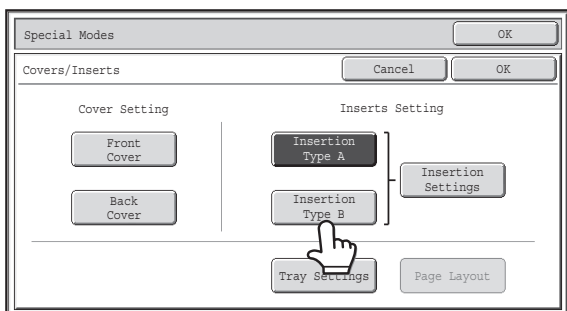 Special Modes OK
Covers/Inserts Cancel OK
Cover Setting Inserts Setting
Front
Cover
Insertion
Type A
Insertion
Settings
Back
Cover
Insertion
Type B
Tray Settings Page Layout